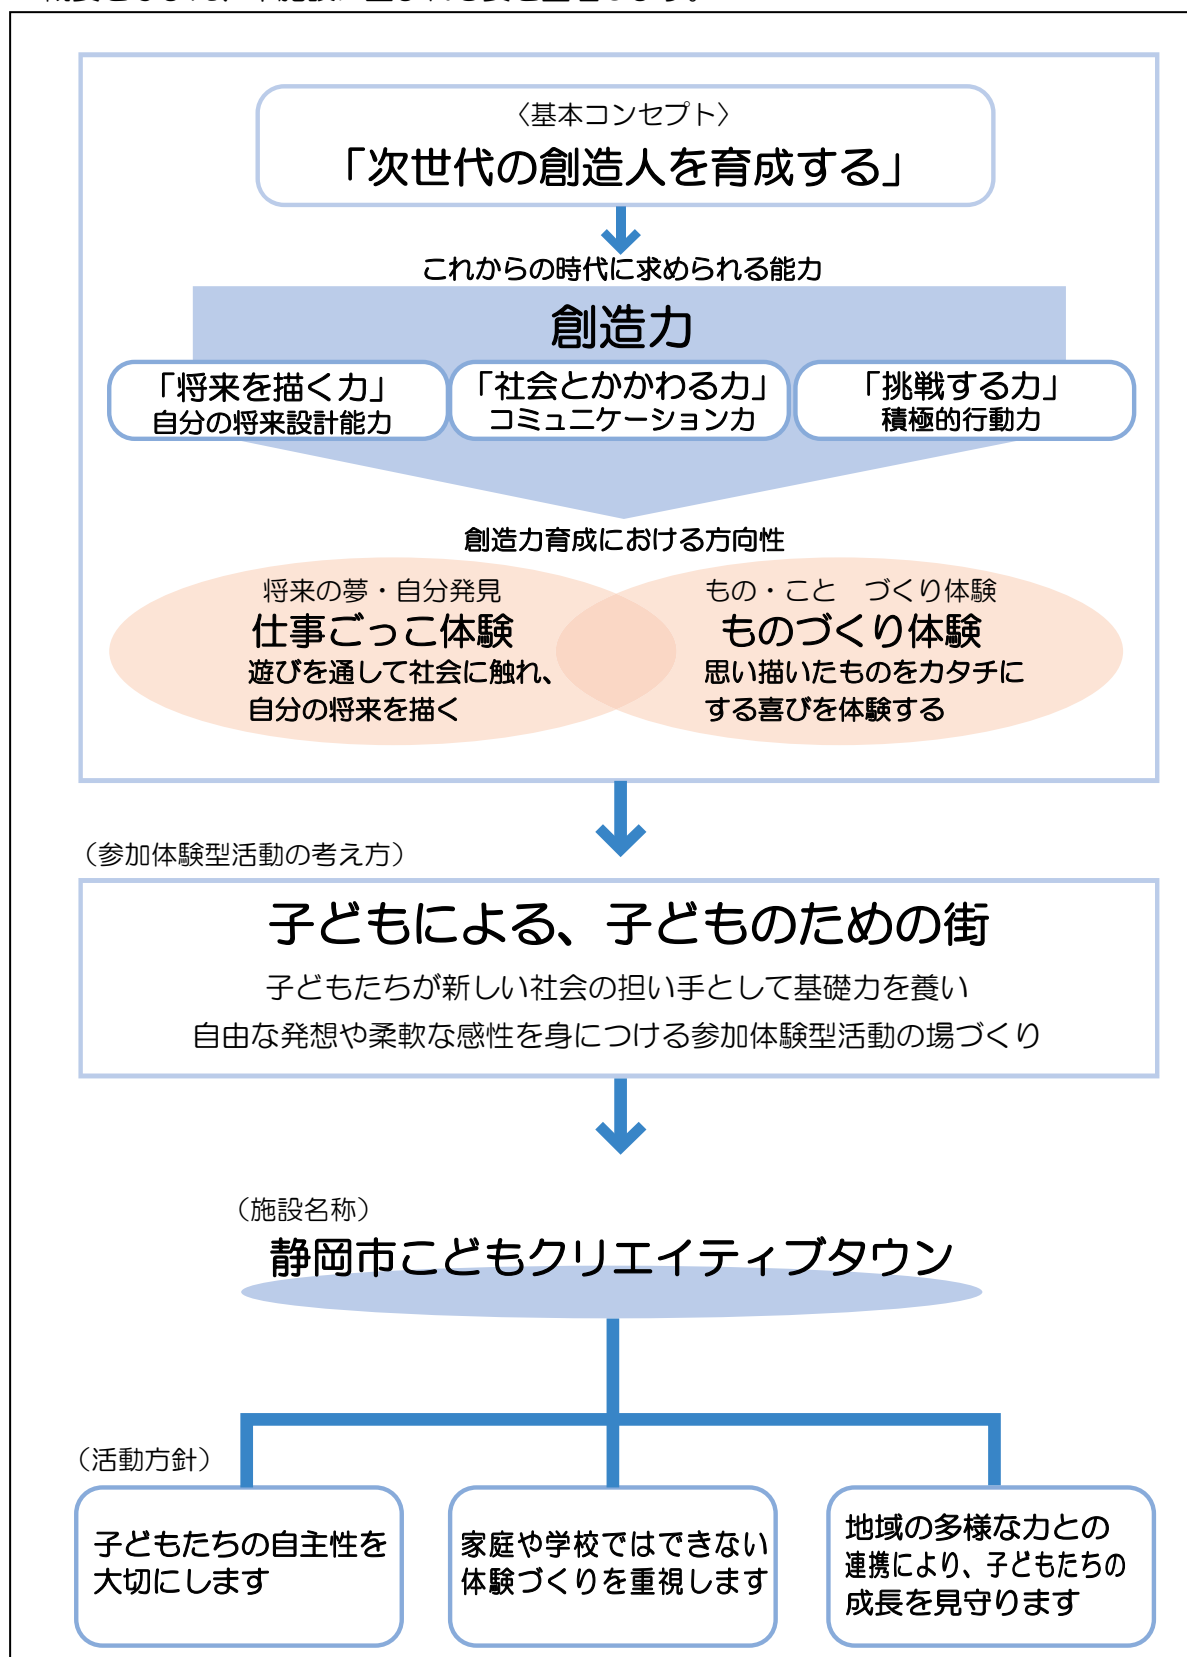 〈基本コンセプト〉
「次世代の創造人を育成する」
これからの時代に求められる能力
創造力
「将来を描く力」
自分の将来設計能力
「社会とかかわる力」
コミュニケーション力
「挑戦する力」
積極的行動力
創造力育成における方向性
将来の夢・自分発見
仕事ごっこ体験
遊びを通して社会に触れ、
自分の将来を描く
もの・こと　づくり体験
ものづくり体験
思い描いたものをカタチに
する喜びを体験する
（参加体験型活動の考え方）
子どもによる、子どものための街
子どもたちが新しい社会の担い手として基礎力を養い
自由な発想や柔軟な感性を身につける参加体験型活動の場づくり
（施設名称）
静岡市こどもクリエイティブタウン
（活動方針）
子どもたちの自主性を
大切にします
家庭や学校ではできない
体験づくりを重視します
地域の多様な力との
連携により、子どもたちの
成長を見守ります